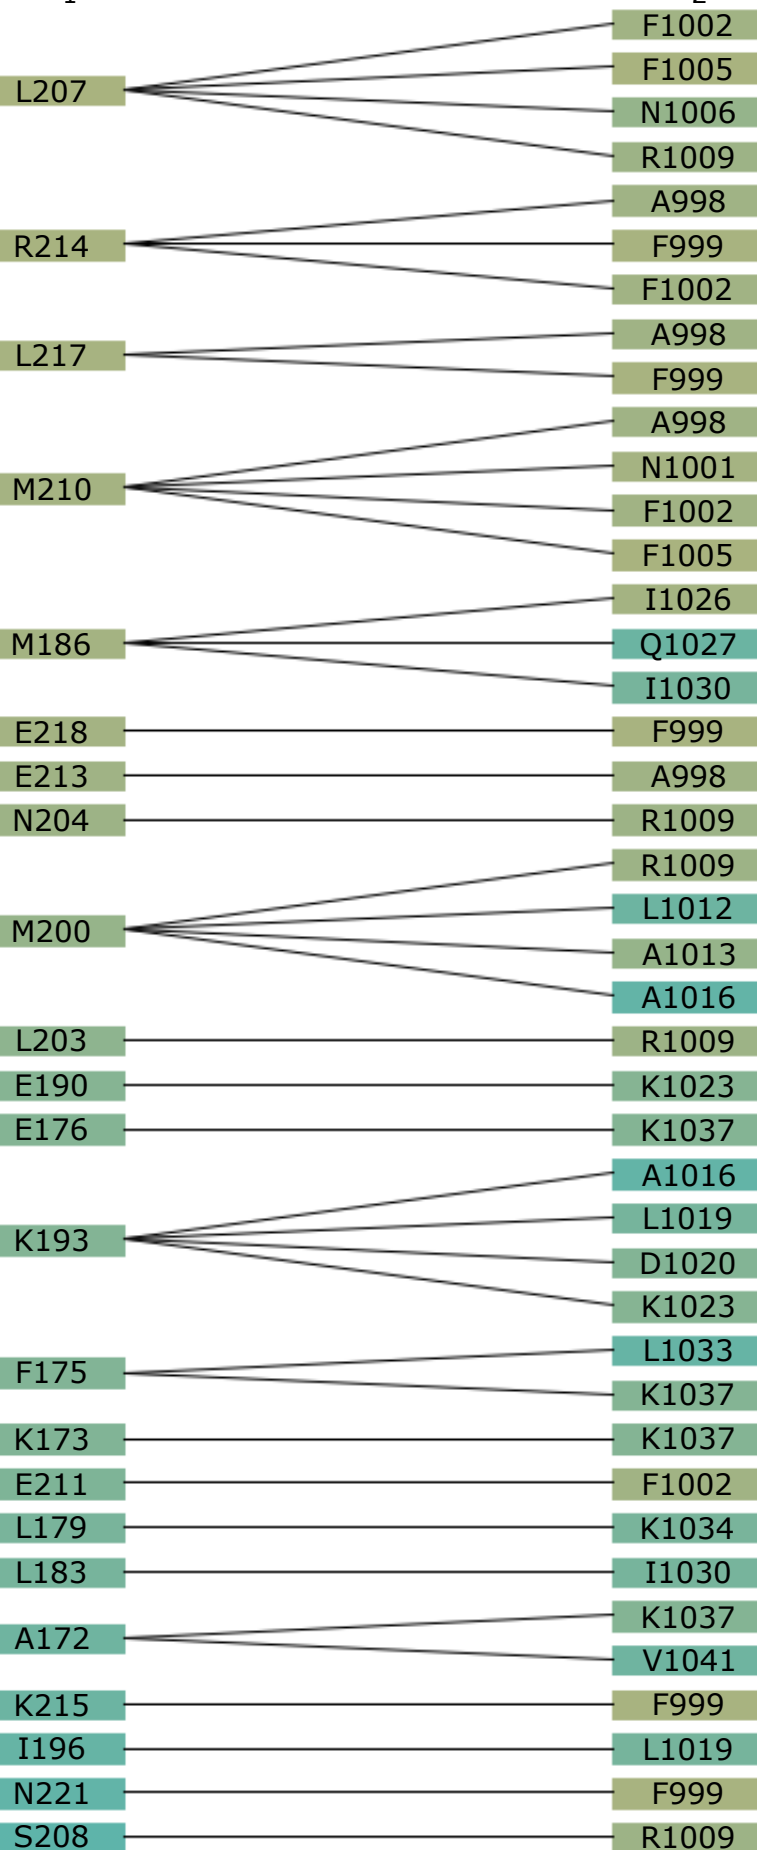 1 2
F1002
F1005
L207
N1006
R1009
A998
R214 F999
F1002
A998
L217
F999
A998
N1001
M210
F1002
F1005
I1026
M186 Q1027
I1030
E218 F999
E213 A998
N204 R1009
R1009
L1012
M200
A1013
A1016
L203 R1009
E190 K1023
E176 K1037
A1016
L1019
K193
D1020
K1023
L1033
F175
K1037
K173 K1037
E211 F1002
L179 K1034
L183 I1030
K1037
A172
V1041
K215 F999
I196 L1019
N221 F999
S208 R1009